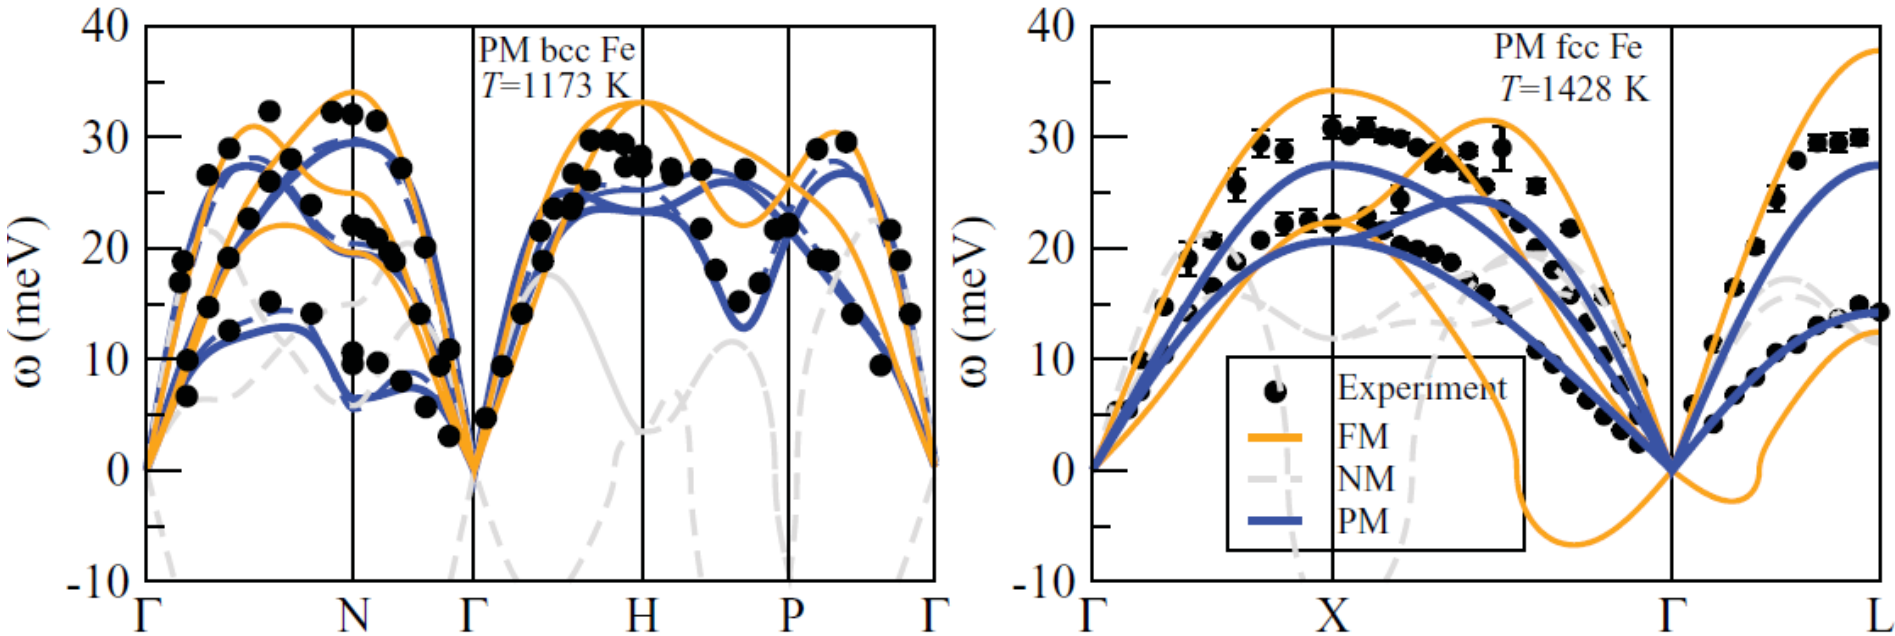 40
30
20
10
0
-10
ω (meV)
PM bcc Fe
T=1173 K
Γ N Γ H P Γ
40
30
20
10
0
-10
ω (meV)
PM fcc Fe
T=1428 K
Experiment
FM
NM
PM
Γ X Γ L